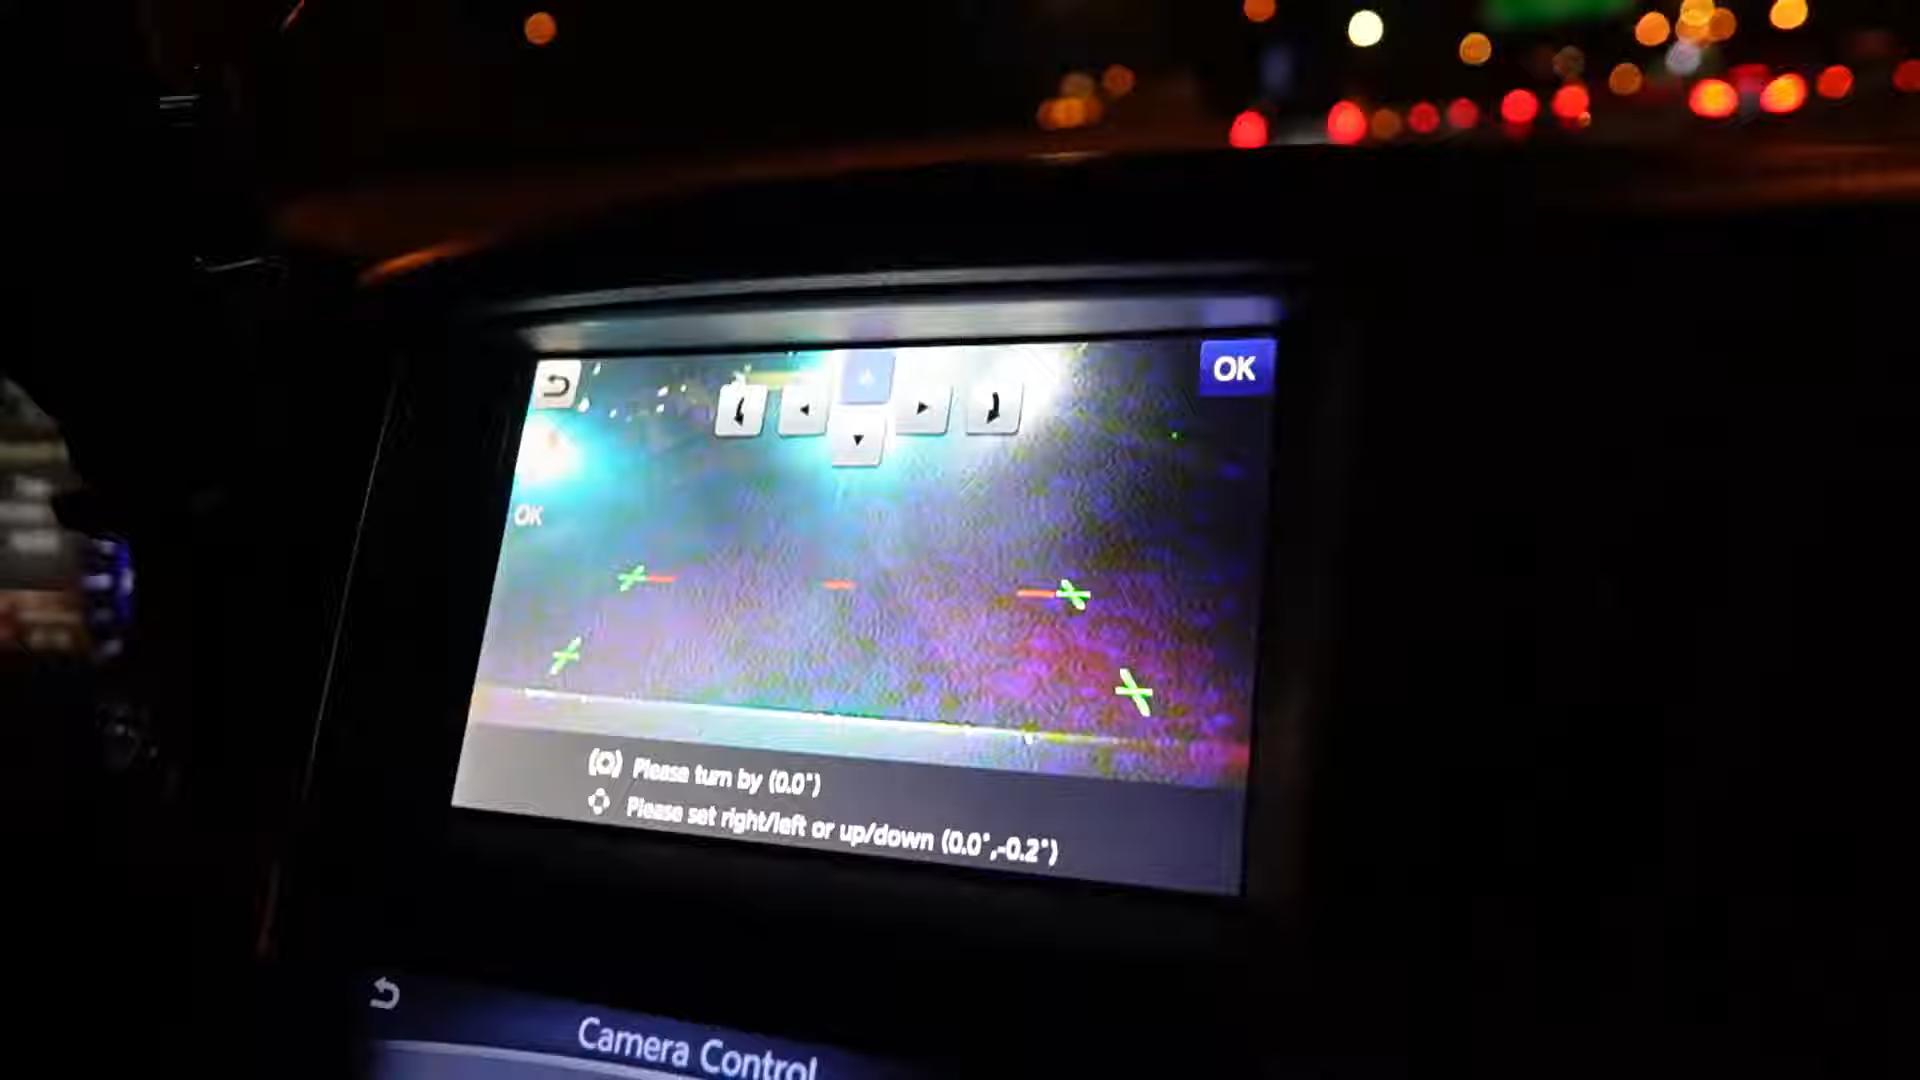 OK
OK
Please turn by (0.0°)
Please set right/left or up/down (0.0°,-0.2°)
Camera Control